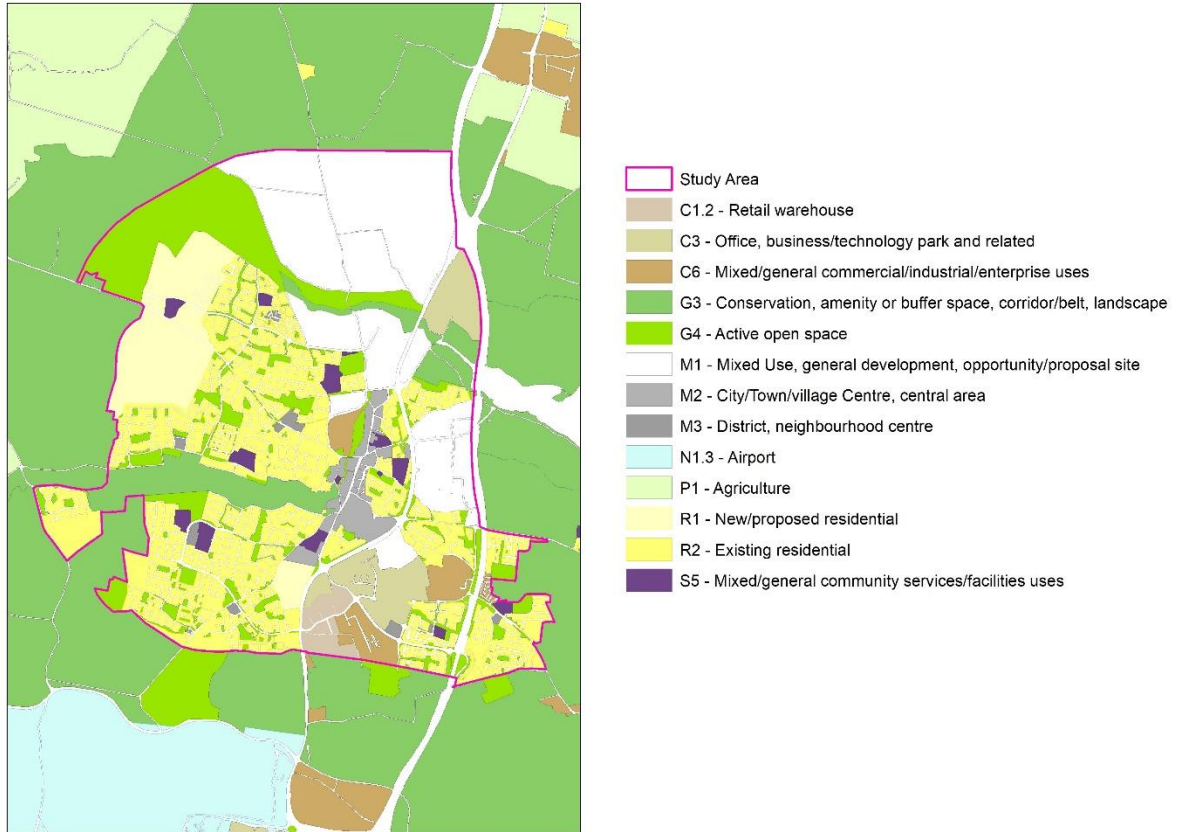 Study Area
C1.2 - Retail warehouse
C3 - Office, business/technology park and related
C6 - Mixed/general commercial/industrial/enterprise uses
G3 - Conservation, amenity or buffer space, corridor/belt, landscape
G4 - Active open space
M1 - Mixed Use, general development, opportunity/proposal site
M2 - City/Town/village Centre, central area
M3 - District, neighbourhood centre
N1.3 - Airport
P1 - Agriculture
R1 - New/proposed residential
R2 - Existing residential
S5 - Mixed/general community services/facilities uses